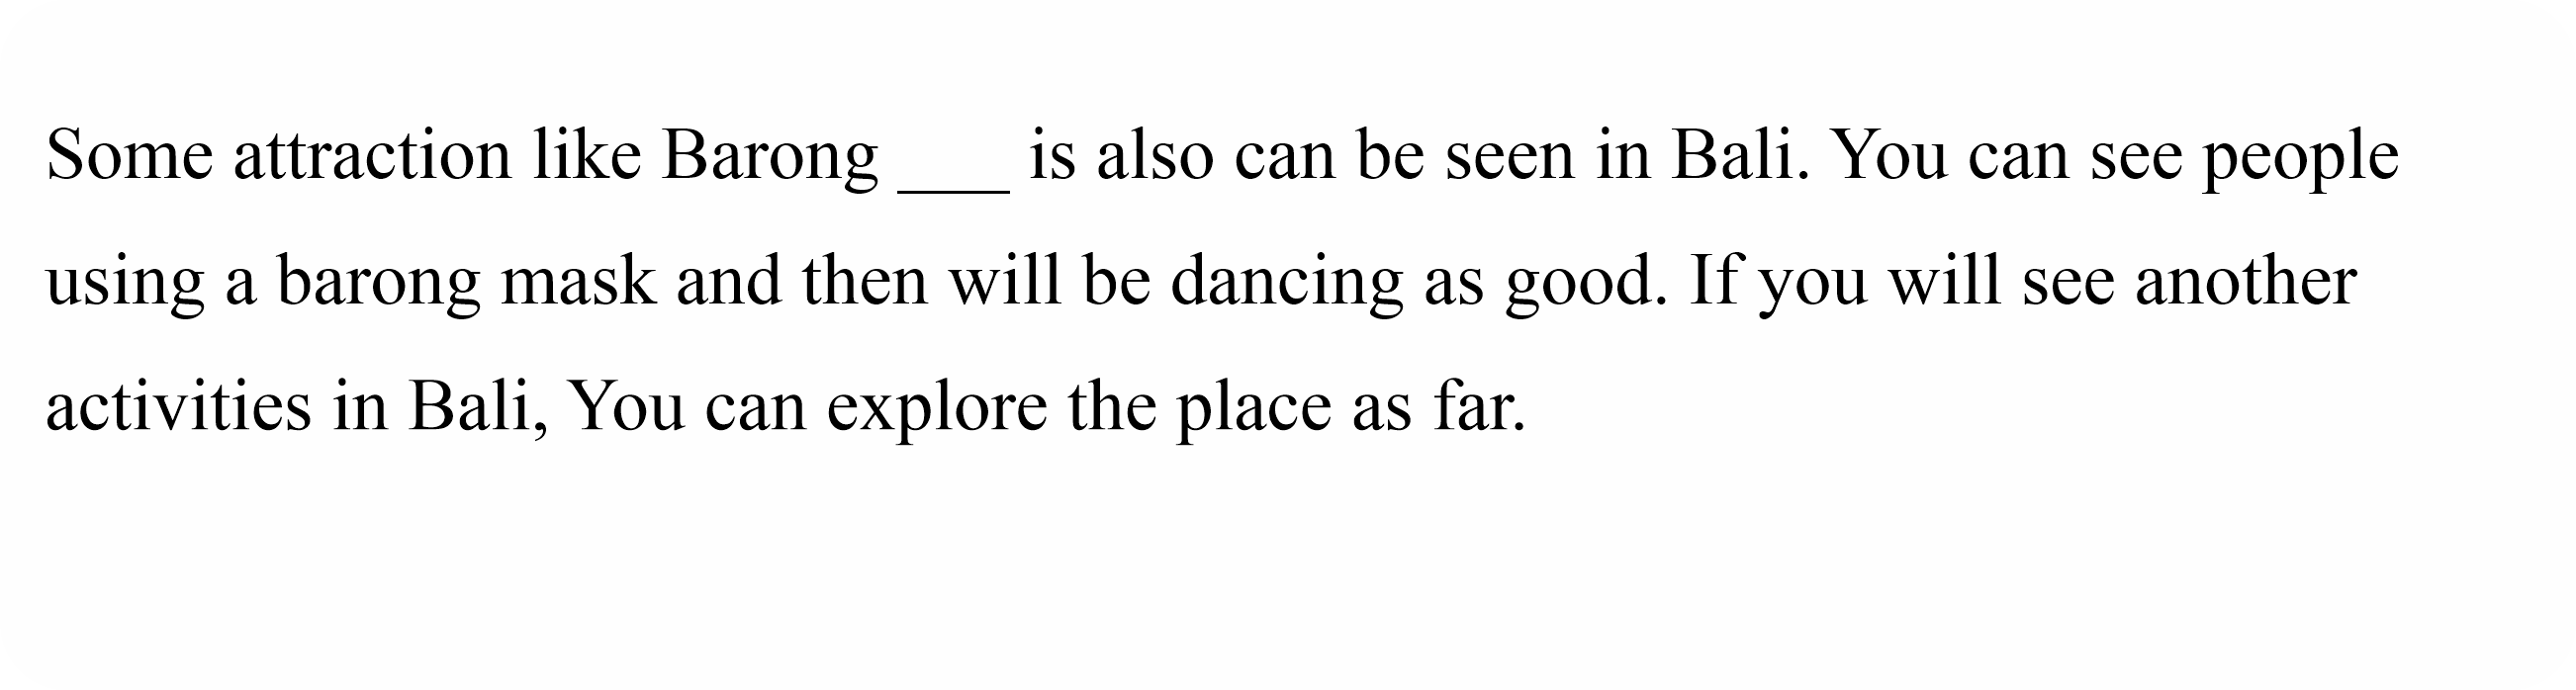 Some attraction like Barong ___ is also can be seen in Bali. You can see people
using a barong mask and then will be dancing as good. If you will see another
activities in Bali, You can explore the place as far.